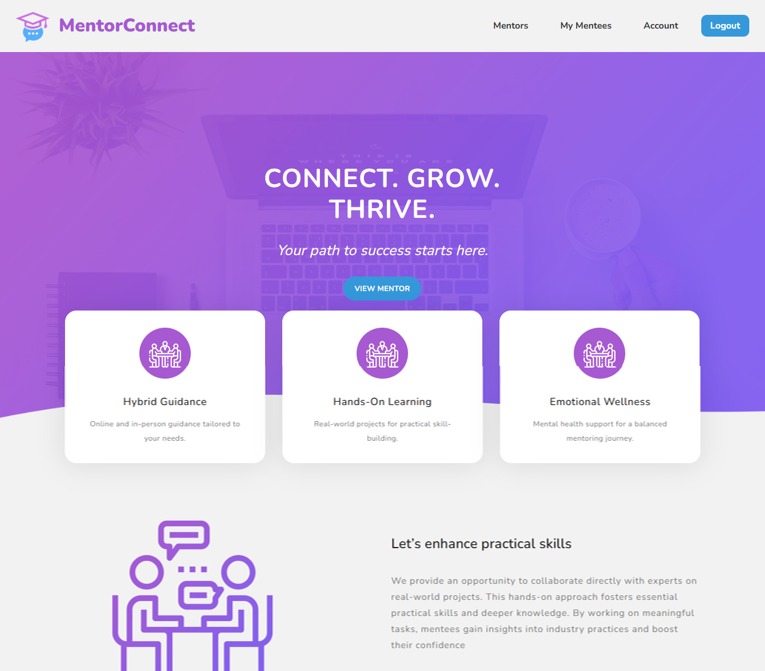 MentorConnect
Mentors
My Mentees
Account
Logout
CONNECT. GROW.
THRIVE.
Your path to success starts here.
VIEW MENTOR
Hybrid Guidance
Online and in-person guidance tailored to
your needs.
Hands-On Learning
Real-world projects for practical skill-
building.
Emotional Wellness
Mental health support for a balanced
mentoring journey.
Let's enhance practical skills
We provide an opportunity to collaborate directly with experts on
real-world projects. This hands-on approach fosters essential
practical skills and deeper knowledge. By working on meaningful
tasks, mentees gain insights into industry practices and boost
their confidence